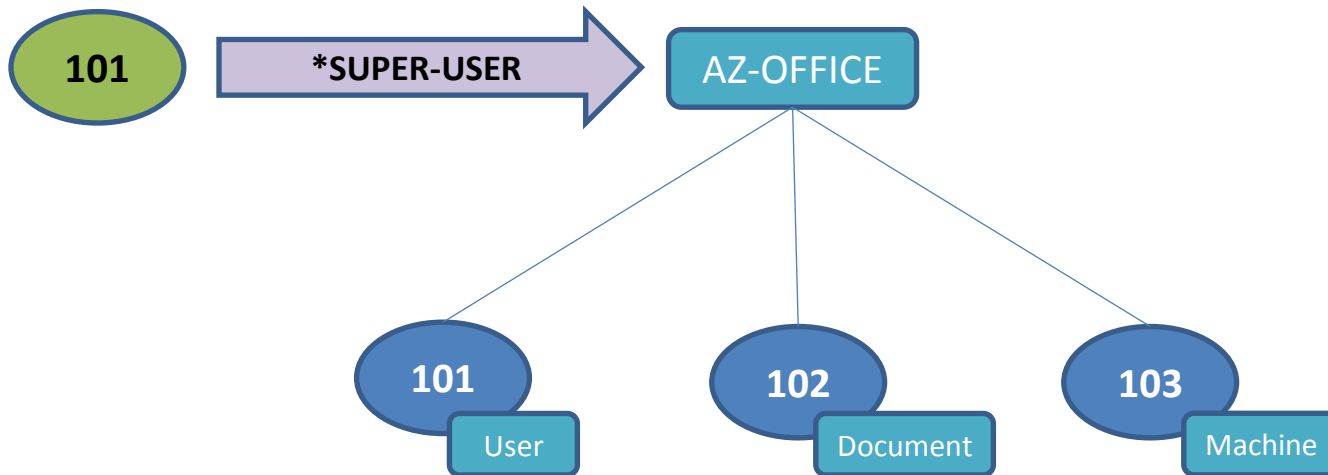 101
*SUPER-USER
AZ-OFFICE
101
102
103
User
Document
Machine